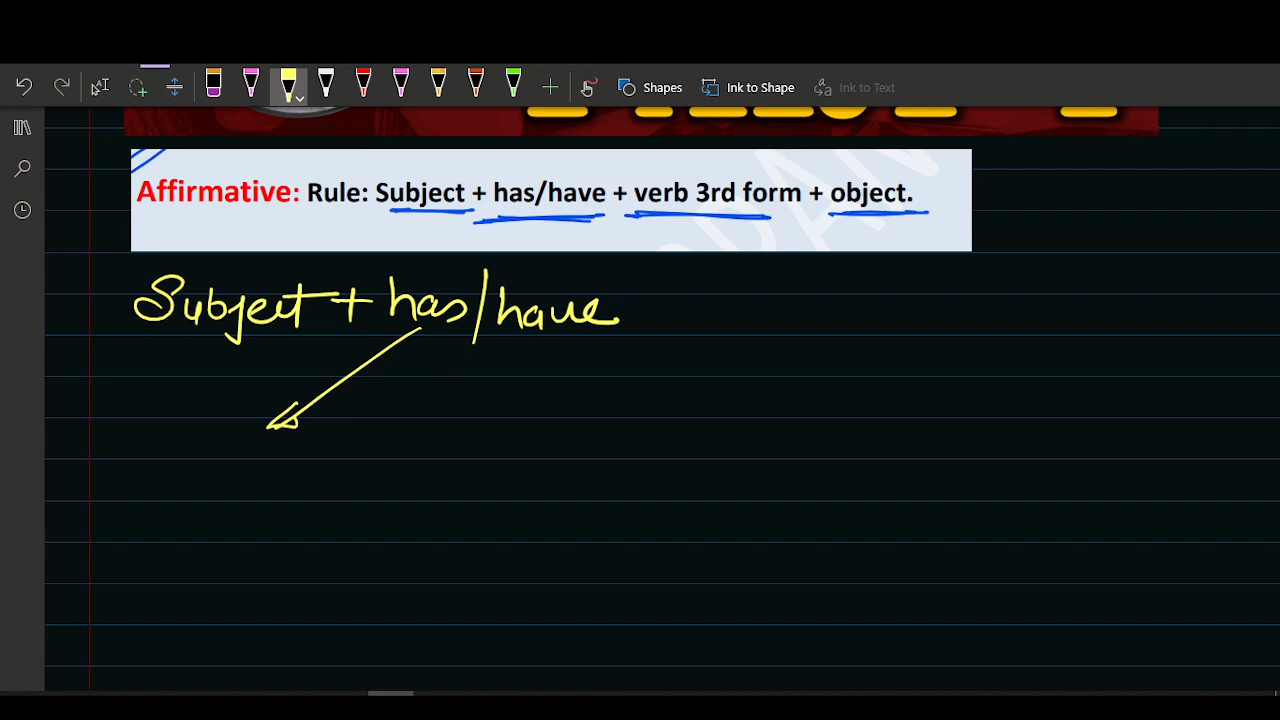 Shapes Ink to Shape Ink to Text
Affirmative: Rule: Subject + has/have + verb 3rd form + object.
Subject + has/have